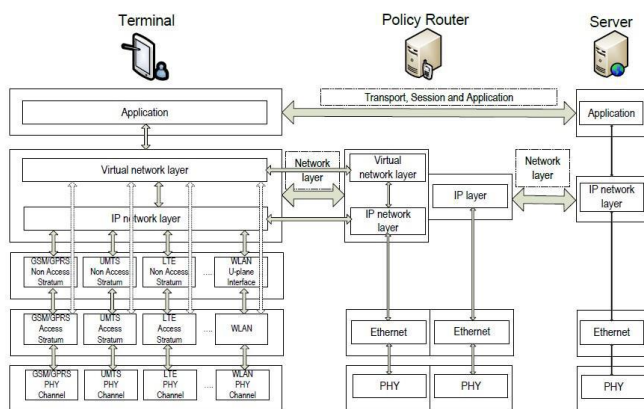 Terminal
Policy Router
Server
Transport, Session and Application
Application
Application
Virtual network layer
Network
layer
Virtual
network layer
Network
layer
IP network layer
IP network
layer
IP layer
IP network
layer
GSM/GPRS
Non Access
Stratum
UMTS
Non Access
Stratum
LTE
Non Access
Stratum
....
WLAN
U-plane
Interface
GSM/GPRS
Access
Stratum
UMTS
Access
Stratum
LTE
Access
Stratum
....
WLAN
Ethernet
Ethernet
Ethernet
GSM/GPRS
PHY
Channel
UMTS
PHY
Channel
LTE
PHY
Channel
....
WLAN
PHY
Channel
PHY
PHY
PHY